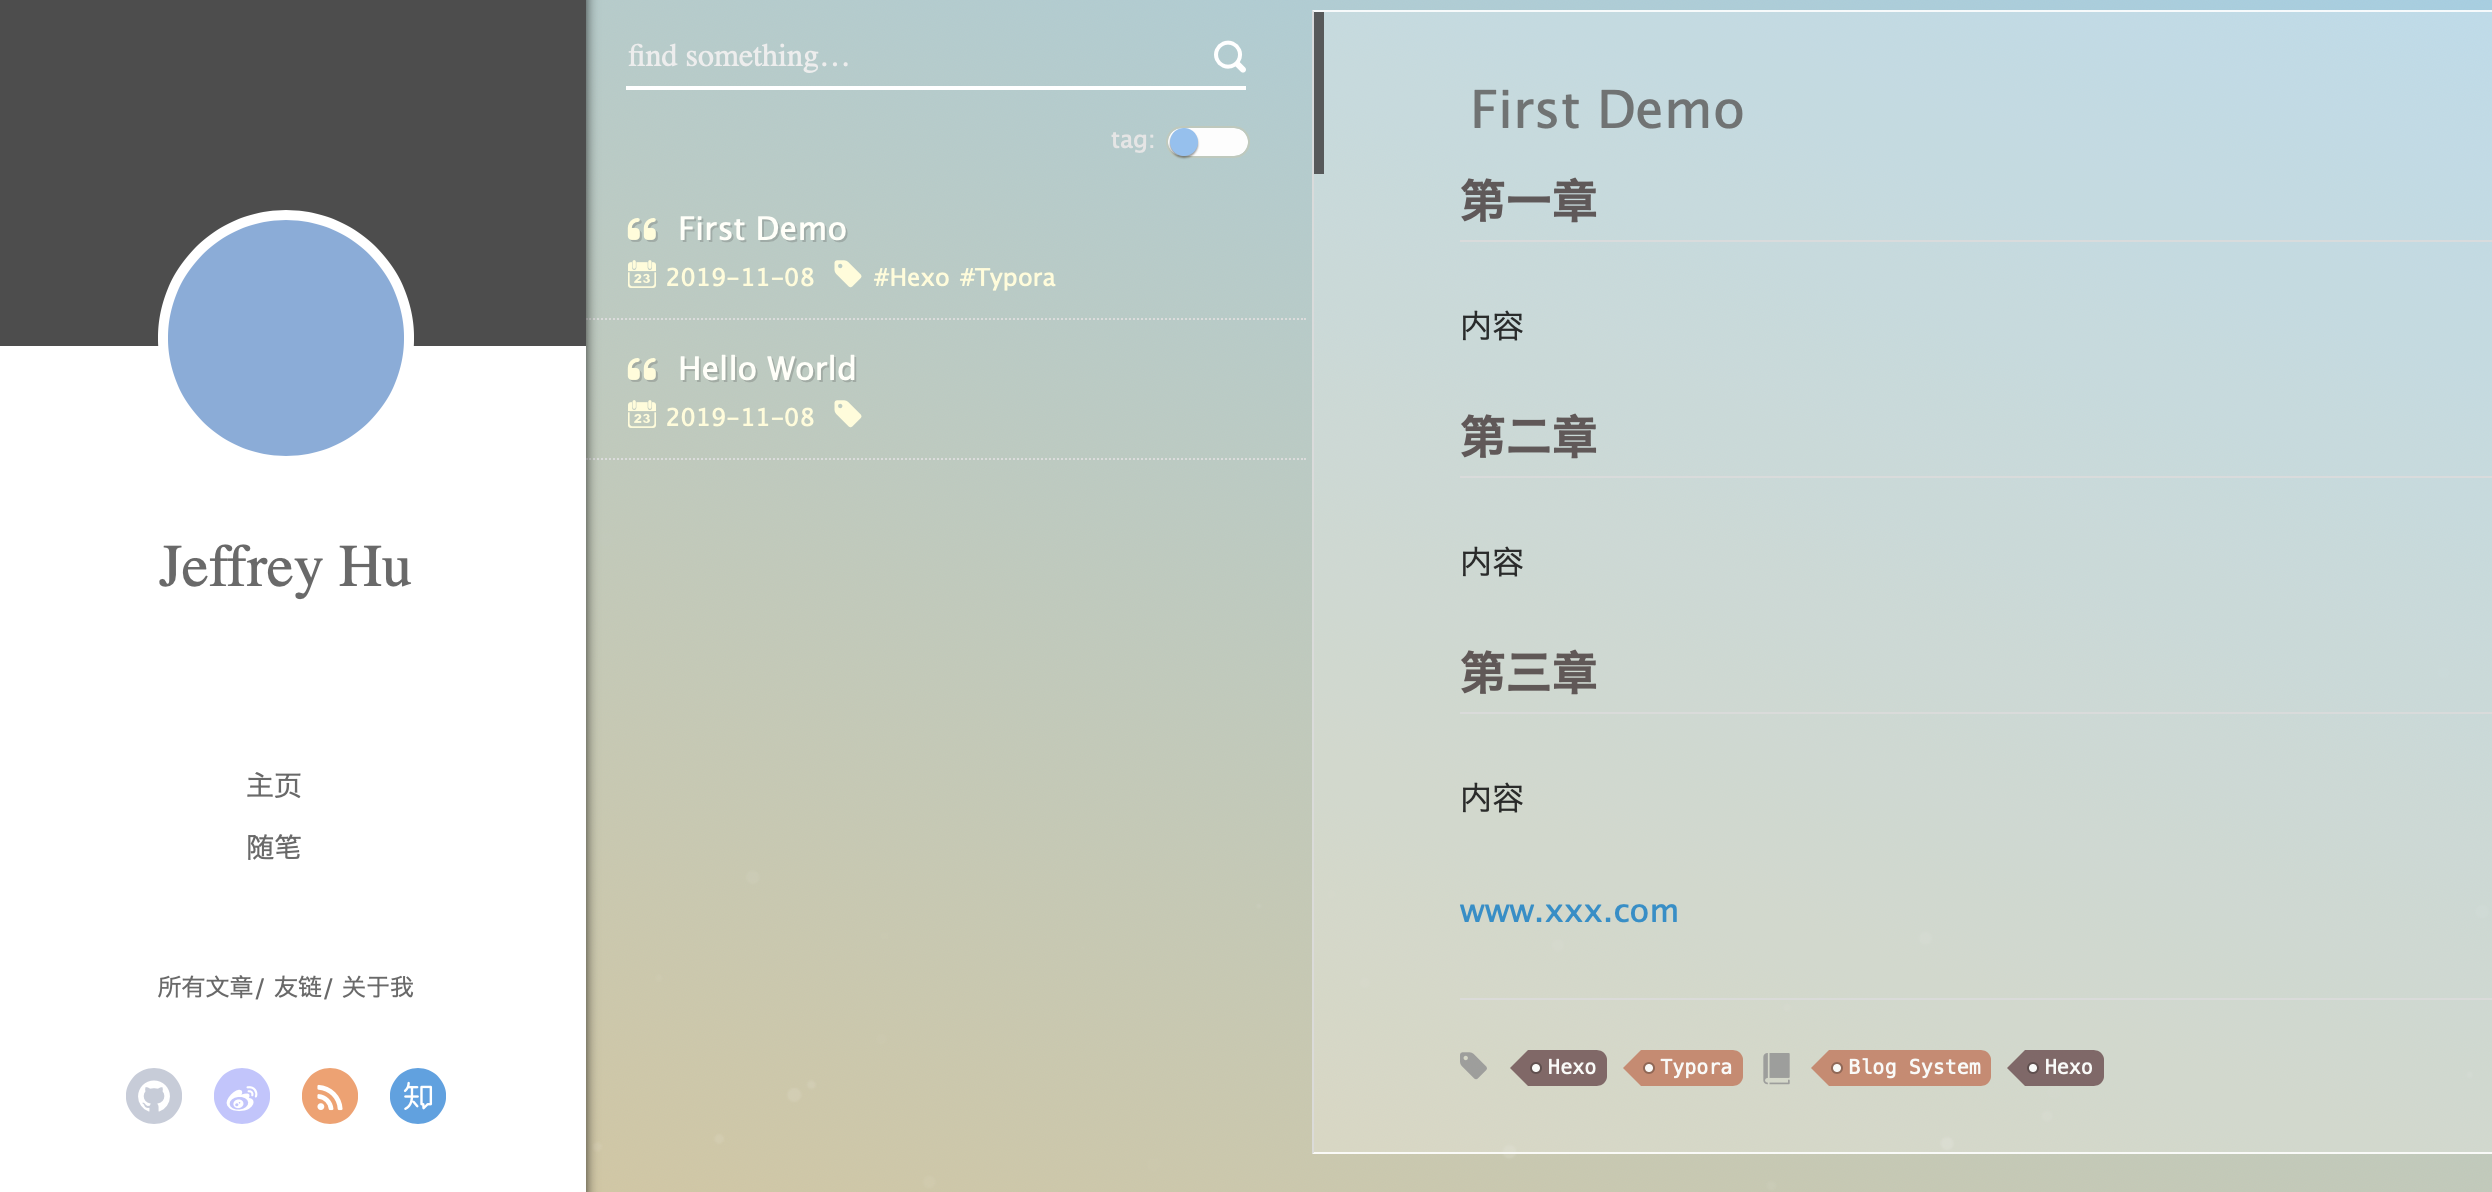 Jeffrey Hu
主页
随笔
所有文章/ 友链/ 关于我
知
find something…
tag:
First Demo
23 2019-11-08 #Hexo #Typora
Hello World
23 2019-11-08
First Demo
第一章
内容
第二章
内容
第三章
内容
www.xxx.com
Hexo Typora Blog System Hexo